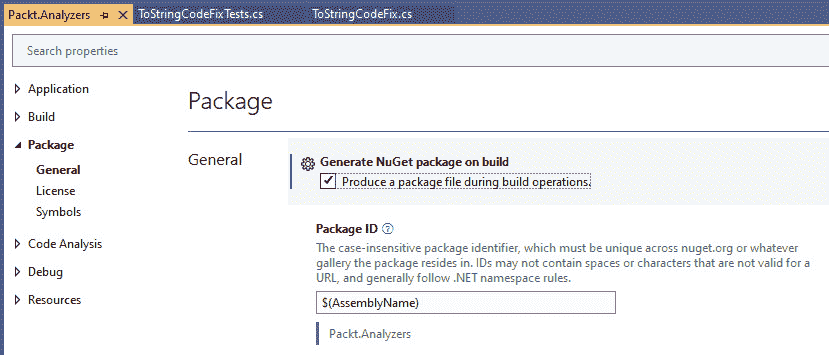 Packt.Analyzers ToStringCodeFixTests.cs ToStringCodeFix.cs
Search properties
Application
Build
Package
General
License
Symbols
Code Analysis
Debug
Resources
Package
General
Generate NuGet package on build
Produce a package file during build operations.
Package ID
The case-insensitive package identifier, which must be unique across nuget.org or whatever
gallery the package resides in. IDs may not contain spaces or characters that are not valid for a
URL, and generally follow .NET namespace rules.
$(AssemblyName)
Packt.Analyzers